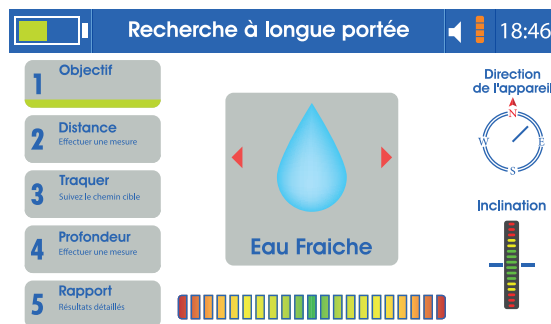 Recherche à longue portée
18:46
1
Objectif
2
Distance
Effectuer une mesure
3
Traquer
Suivez le chemin cible
4
Profondeur
Effectuer une mesure
5
Rapport
Résultats détaillés
Eau Fraiche
Direction
de l'appareil
N
W
E
S
Inclination